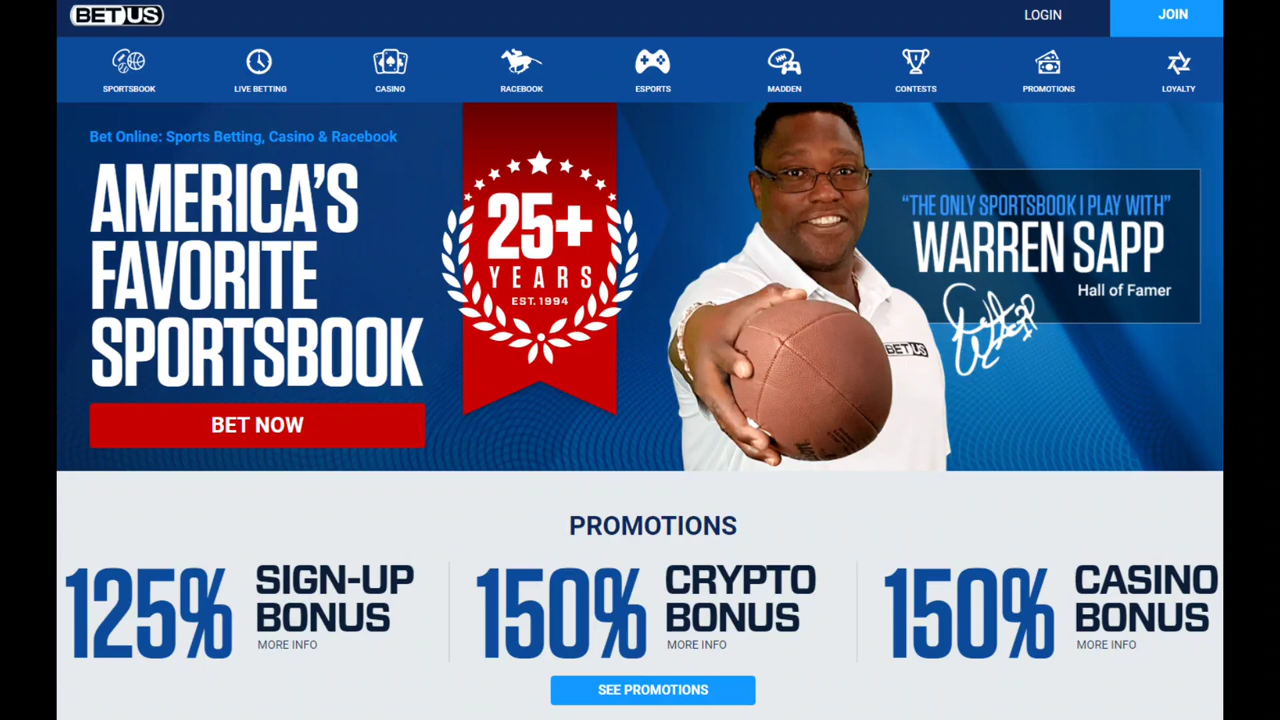 BETUS
LOGIN
JOIN
SPORTSBOOK
LIVE BETTING
CASINO
RACEBOOK
ESPORTS
MADDEN
CONTESTS
PROMOTIONS
LOYALTY
Bet Online: Sports Betting, Casino & Racebook
AMERICA'S
FAVORITE
SPORTSBOOK
BET NOW
25+
YEARS
EST. 1994
"THE ONLY SPORTSBOOK I PLAY WITH"
WARREN SAPP
Hall of Famer
BETUS
PROMOTIONS
125%
SIGN-UP
BONUS
MORE INFO
150%
CRYPTO
BONUS
MORE INFO
150%
CASINO
BONUS
MORE INFO
SEE PROMOTIONS